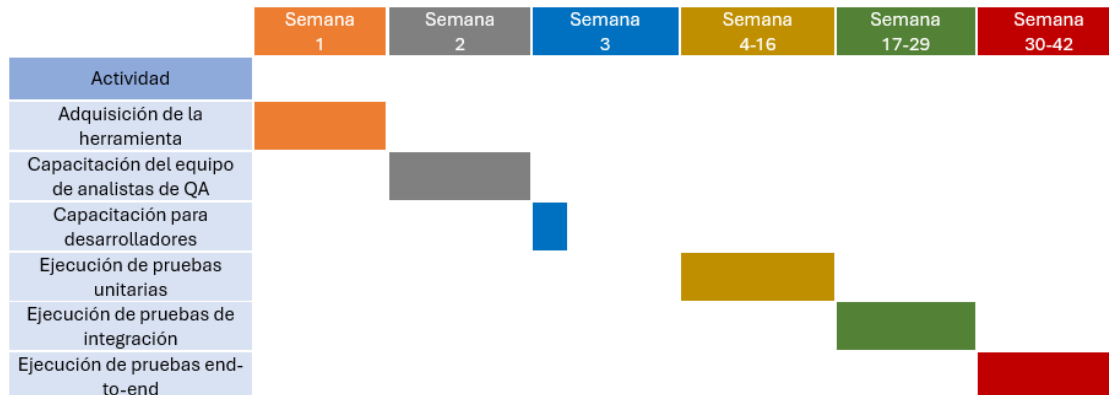 Semana 1
Semana 2
Semana 3
Semana 4-16
Semana 17-29
Semana 30-42
Actividad
Adquisición de la
herramienta
Capacitación del equipo
de analistas de QA
Capacitación para
desarrolladores
Ejecución de pruebas
unitarias
Ejecución de pruebas de
integración
Ejecución de pruebas end-
to-end